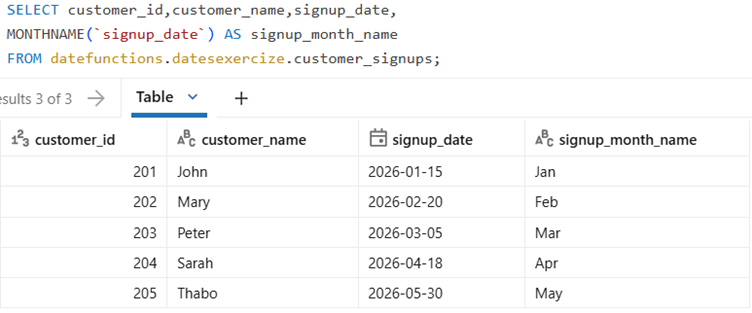 SELECT customer_id,customer_name,signup_date,
MONTHNAME(`signup_date`) AS signup_month_name
FROM datefunctions.datesexercize.customer_signups;
esults 3 of 3 → Table +
123 customer_id ABC customer_name signup_date ABC signup_month_name
201 John 2026-01-15 Jan
202 Mary 2026-02-20 Feb
203 Peter 2026-03-05 Mar
204 Sarah 2026-04-18 Apr
205 Thabo 2026-05-30 May